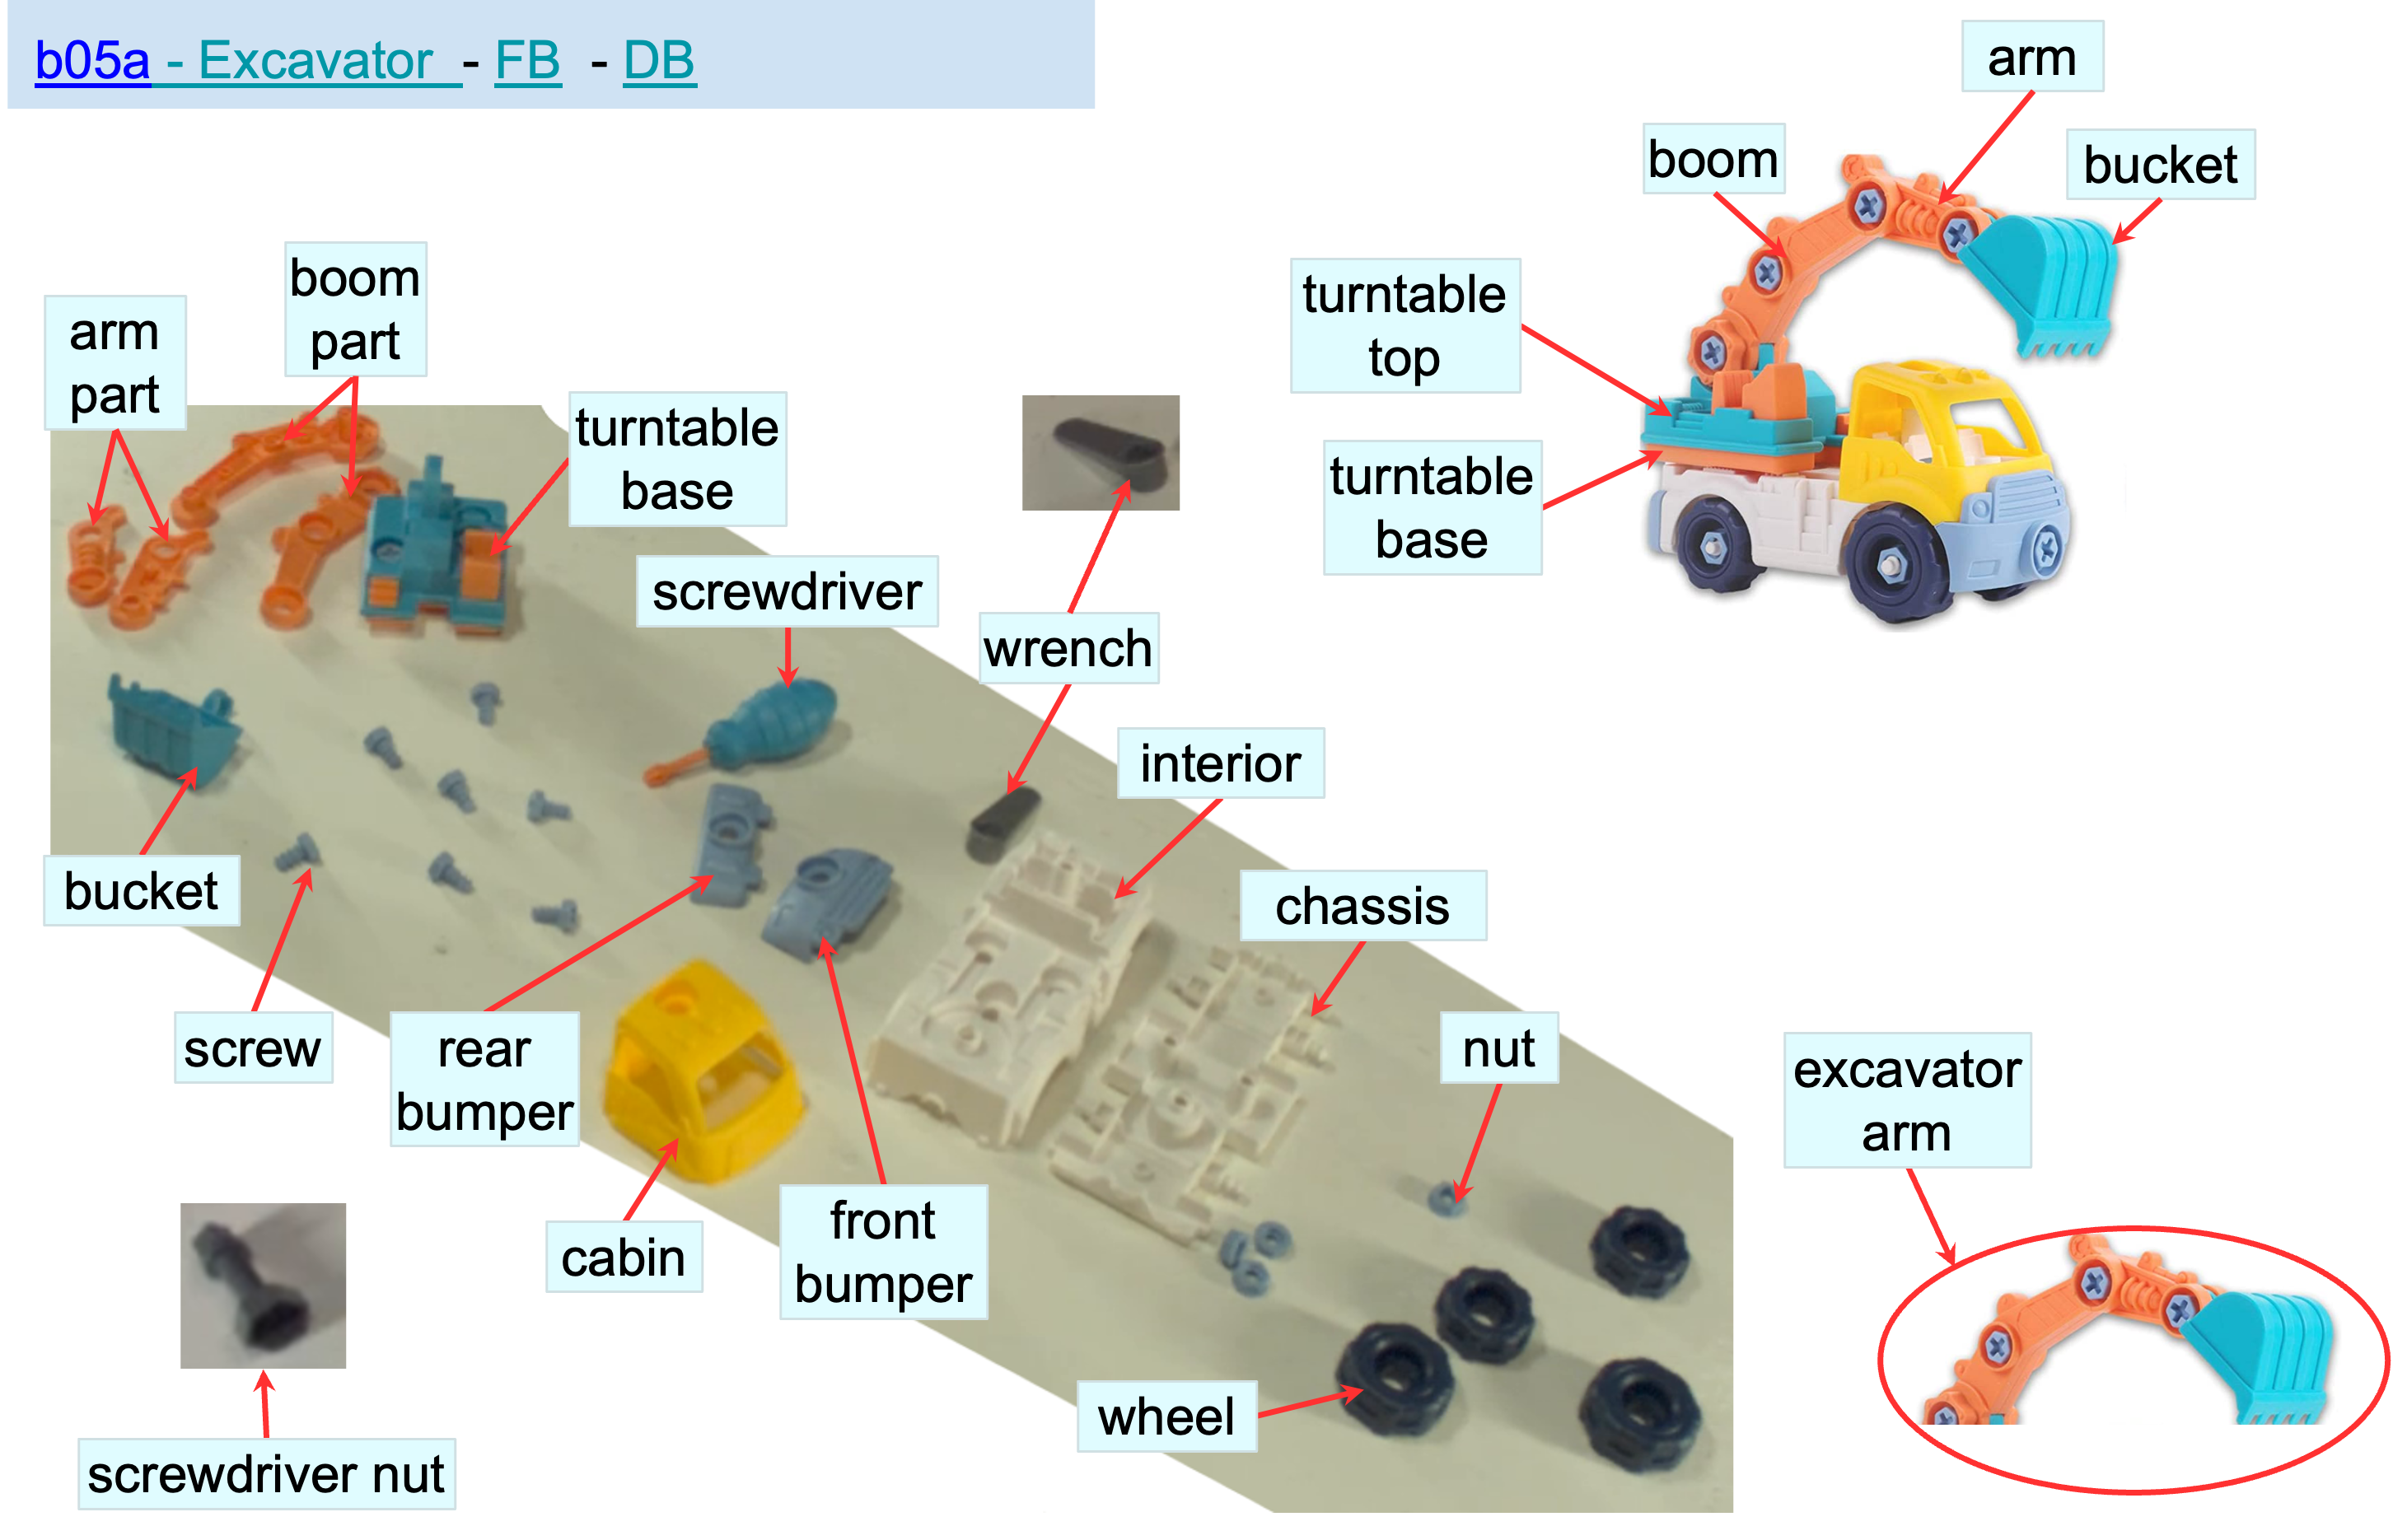 b05a - Excavator - FB - DB
arm
boom
bucket
boom
part
arm
part
turntable
top
turntable
base
turntable
base
screwdriver
wrench
interior
bucket
chassis
screw
rear
bumper
nut
excavator
arm
front
bumper
cabin
wheel
screwdriver nut